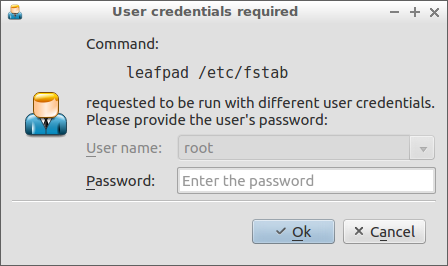 User credentials required
Command:
leafpad /etc/fstab
requested to be run with different user credentials.
Please provide the user's password:
User name: root
Password: Enter the password
Ok Cancel